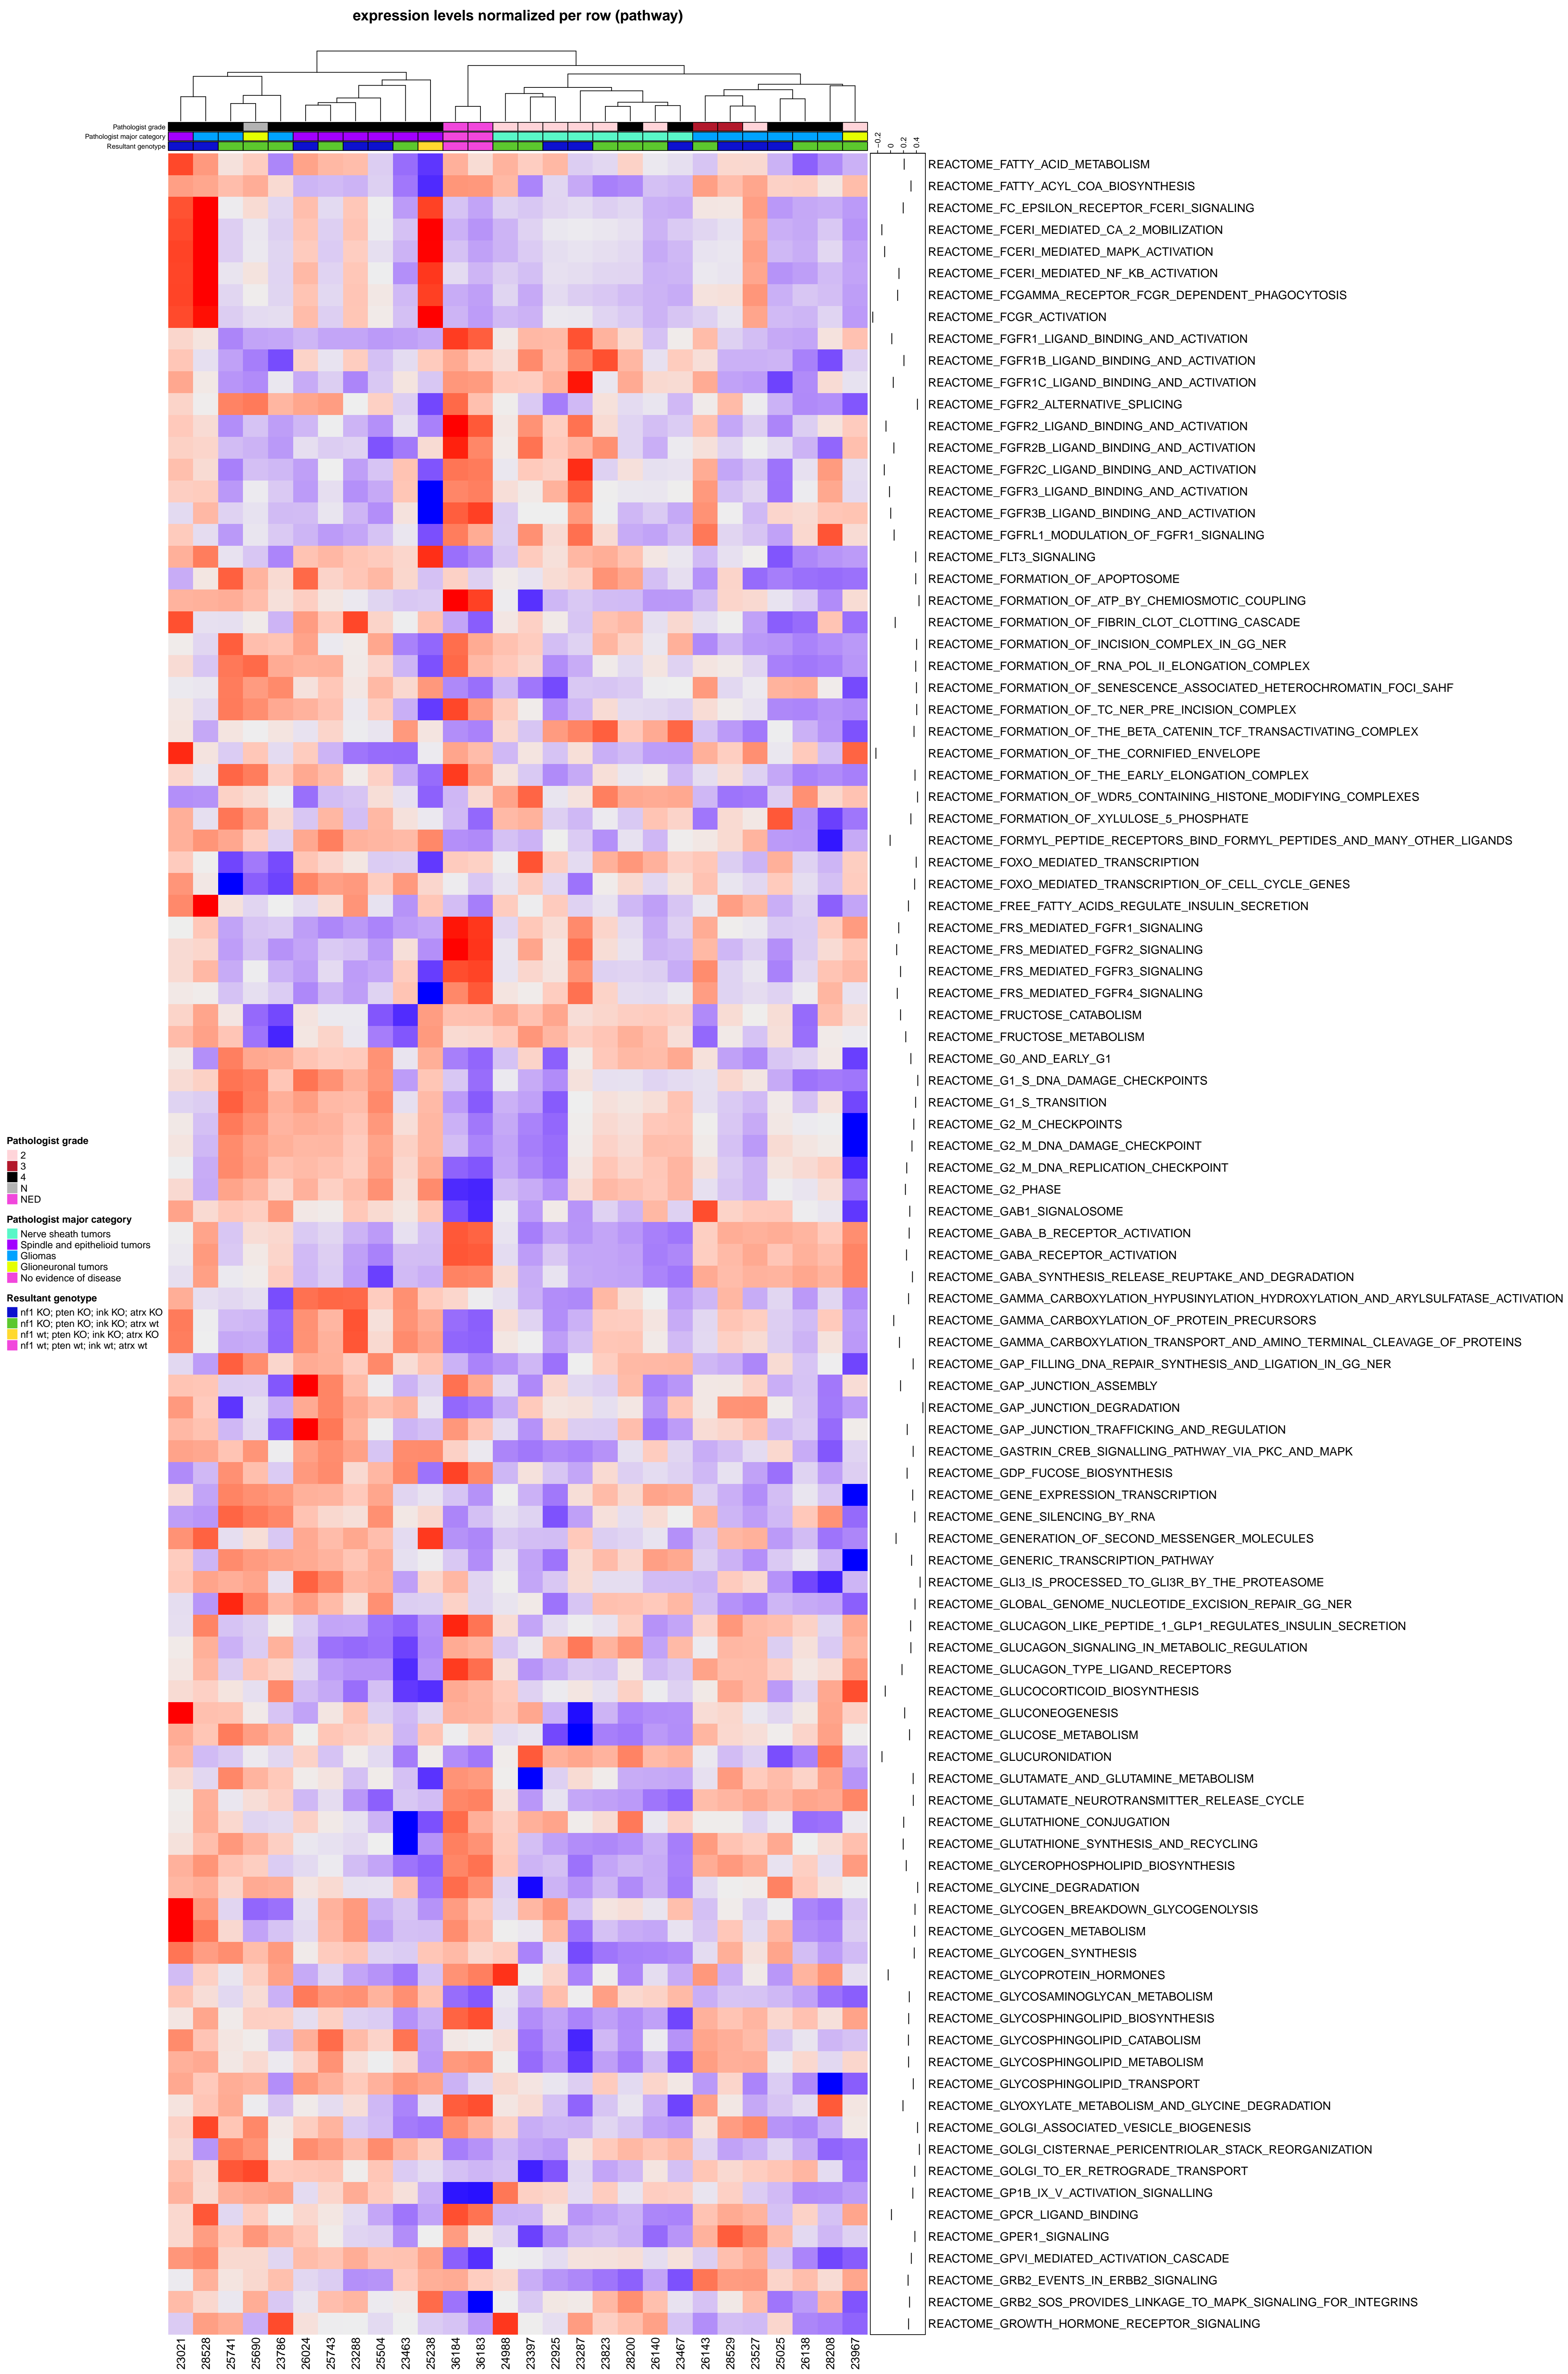 expression levels normalized per row (pathway)
Pathologist grade
Pathologist major category
Resultant genotype
−0.2
0
0.2
0.4
REACTOME_FATTY_ACID_METABOLISM
REACTOME_FATTY_ACYL_COA_BIOSYNTHESIS
REACTOME_FC_EPSILON_RECEPTOR_FCERI_SIGNALING
REACTOME_FCERI_MEDIATED_CA_2_MOBILIZATION
REACTOME_FCERI_MEDIATED_MAPK_ACTIVATION
REACTOME_FCERI_MEDIATED_NF_KB_ACTIVATION
REACTOME_FCGAMMA_RECEPTOR_FCGR_DEPENDENT_PHAGOCYTOSIS
REACTOME_FCGR_ACTIVATION
REACTOME_FGFR1_LIGAND_BINDING_AND_ACTIVATION
REACTOME_FGFR1B_LIGAND_BINDING_AND_ACTIVATION
REACTOME_FGFR1C_LIGAND_BINDING_AND_ACTIVATION
REACTOME_FGFR2_ALTERNATIVE_SPLICING
REACTOME_FGFR2_LIGAND_BINDING_AND_ACTIVATION
REACTOME_FGFR2B_LIGAND_BINDING_AND_ACTIVATION
REACTOME_FGFR2C_LIGAND_BINDING_AND_ACTIVATION
REACTOME_FGFR3_LIGAND_BINDING_AND_ACTIVATION
REACTOME_FGFR3B_LIGAND_BINDING_AND_ACTIVATION
REACTOME_FGFRL1_MODULATION_OF_FGFR1_SIGNALING
REACTOME_FLT3_SIGNALING
REACTOME_FORMATION_OF_APOPTOSOME
REACTOME_FORMATION_OF_ATP_BY_CHEMIOSMOTIC_COUPLING
REACTOME_FORMATION_OF_FIBRIN_CLOT_CLOTTING_CASCADE
REACTOME_FORMATION_OF_INCISION_COMPLEX_IN_GG_NER
REACTOME_FORMATION_OF_RNA_POL_II_ELONGATION_COMPLEX
REACTOME_FORMATION_OF_SENESCENCE_ASSOCIATED_HETEROCHROMATIN_FOCI_SAHF
REACTOME_FORMATION_OF_TC_NER_PRE_INCISION_COMPLEX
REACTOME_FORMATION_OF_THE_BETA_CATENIN_TCF_TRANSACTIVATING_COMPLEX
REACTOME_FORMATION_OF_THE_CORNIFIED_ENVELOPE
REACTOME_FORMATION_OF_THE_EARLY_ELONGATION_COMPLEX
REACTOME_FORMATION_OF_WDR5_CONTAINING_HISTONE_MODIFYING_COMPLEXES
REACTOME_FORMATION_OF_XYLULOSE_5_PHOSPHATE
REACTOME_FORMYL_PEPTIDE_RECEPTORS_BIND_FORMYL_PEPTIDES_AND_MANY_OTHER_LIGANDS
REACTOME_FOXO_MEDIATED_TRANSCRIPTION
REACTOME_FOXO_MEDIATED_TRANSCRIPTION_OF_CELL_CYCLE_GENES
REACTOME_FREE_FATTY_ACIDS_REGULATE_INSULIN_SECRETION
REACTOME_FRS_MEDIATED_FGFR1_SIGNALING
REACTOME_FRS_MEDIATED_FGFR2_SIGNALING
REACTOME_FRS_MEDIATED_FGFR3_SIGNALING
REACTOME_FRS_MEDIATED_FGFR4_SIGNALING
REACTOME_FRUCTOSE_CATABOLISM
REACTOME_FRUCTOSE_METABOLISM
REACTOME_G0_AND_EARLY_G1
REACTOME_G1_S_DNA_DAMAGE_CHECKPOINTS
REACTOME_G1_S_TRANSITION
REACTOME_G2_M_CHECKPOINTS
REACTOME_G2_M_DNA_DAMAGE_CHECKPOINT
REACTOME_G2_M_DNA_REPLICATION_CHECKPOINT
REACTOME_G2_PHASE
REACTOME_GAB1_SIGNALOSOME
REACTOME_GABA_B_RECEPTOR_ACTIVATION
REACTOME_GABA_RECEPTOR_ACTIVATION
REACTOME_GABA_SYNTHESIS_RELEASE_REUPTAKE_AND_DEGRADATION
REACTOME_GAMMA_CARBOXYLATION_HYPUSINYLATION_HYDROXYLATION_AND_ARYLSULFATASE_ACTIVATION
REACTOME_GAMMA_CARBOXYLATION_OF_PROTEIN_PRECURSORS
REACTOME_GAMMA_CARBOXYLATION_TRANSPORT_AND_AMINO_TERMINAL_CLEAVAGE_OF_PROTEINS
REACTOME_GAP_FILLING_DNA_REPAIR_SYNTHESIS_AND_LIGATION_IN_GG_NER
REACTOME_GAP_JUNCTION_ASSEMBLY
REACTOME_GAP_JUNCTION_DEGRADATION
REACTOME_GAP_JUNCTION_TRAFFICKING_AND_REGULATION
REACTOME_GASTRIN_CREB_SIGNALLING_PATHWAY_VIA_PKC_AND_MAPK
REACTOME_GDP_FUCOSE_BIOSYNTHESIS
REACTOME_GENE_EXPRESSION_TRANSCRIPTION
REACTOME_GENE_SILENCING_BY_RNA
REACTOME_GENERATION_OF_SECOND_MESSENGER_MOLECULES
REACTOME_GENERIC_TRANSCRIPTION_PATHWAY
REACTOME_GLI3_IS_PROCESSED_TO_GLI3R_BY_THE_PROTEASOME
REACTOME_GLOBAL_GENOME_NUCLEOTIDE_EXCISION_REPAIR_GG_NER
REACTOME_GLUCAGON_LIKE_PEPTIDE_1_GLP1_REGULATES_INSULIN_SECRETION
REACTOME_GLUCAGON_SIGNALING_IN_METABOLIC_REGULATION
REACTOME_GLUCAGON_TYPE_LIGAND_RECEPTORS
REACTOME_GLUCOCORTICOID_BIOSYNTHESIS
REACTOME_GLUCONEOGENESIS
REACTOME_GLUCOSE_METABOLISM
REACTOME_GLUCURONIDATION
REACTOME_GLUTAMATE_AND_GLUTAMINE_METABOLISM
REACTOME_GLUTAMATE_NEUROTRANSMITTER_RELEASE_CYCLE
REACTOME_GLUTATHIONE_CONJUGATION
REACTOME_GLUTATHIONE_SYNTHESIS_AND_RECYCLING
REACTOME_GLYCEROPHOSPHOLIPID_BIOSYNTHESIS
REACTOME_GLYCINE_DEGRADATION
REACTOME_GLYCOGEN_BREAKDOWN_GLYCOGENOLYSIS
REACTOME_GLYCOGEN_METABOLISM
REACTOME_GLYCOGEN_SYNTHESIS
REACTOME_GLYCOPROTEIN_HORMONES
REACTOME_GLYCOSAMINOGLYCAN_METABOLISM
REACTOME_GLYCOSPHINGOLIPID_BIOSYNTHESIS
REACTOME_GLYCOSPHINGOLIPID_CATABOLISM
REACTOME_GLYCOSPHINGOLIPID_METABOLISM
REACTOME_GLYCOSPHINGOLIPID_TRANSPORT
REACTOME_GLYOXYLATE_METABOLISM_AND_GLYCINE_DEGRADATION
REACTOME_GOLGI_ASSOCIATED_VESICLE_BIOGENESIS
REACTOME_GOLGI_CISTERNAE_PERICENTRIOLAR_STACK_REORGANIZATION
REACTOME_GOLGI_TO_ER_RETROGRADE_TRANSPORT
REACTOME_GP1B_IX_V_ACTIVATION_SIGNALLING
REACTOME_GPCR_LIGAND_BINDING
REACTOME_GPER1_SIGNALING
REACTOME_GPVI_MEDIATED_ACTIVATION_CASCADE
REACTOME_GRB2_EVENTS_IN_ERBB2_SIGNALING
REACTOME_GRB2_SOS_PROVIDES_LINKAGE_TO_MAPK_SIGNALING_FOR_INTEGRINS
REACTOME_GROWTH_HORMONE_RECEPTOR_SIGNALING
Pathologist grade
2
3
4
N
NED
Pathologist major category
Nerve sheath tumors
Spindle and epithelioid tumors
Gliomas
Glioneuronal tumors
No evidence of disease
Resultant genotype
nf1 KO; pten KO; ink KO; atrx KO
nf1 KO; pten KO; ink KO; atrx wt
nf1 wt; pten KO; ink KO; atrx KO
nf1 wt; pten wt; ink wt; atrx wt
23021
28528
25741
25690
23786
26024
25743
23288
25504
23463
25238
36184
36183
24988
23397
22925
23287
23823
28200
26140
23467
26143
28529
23527
25025
26138
28208
23967